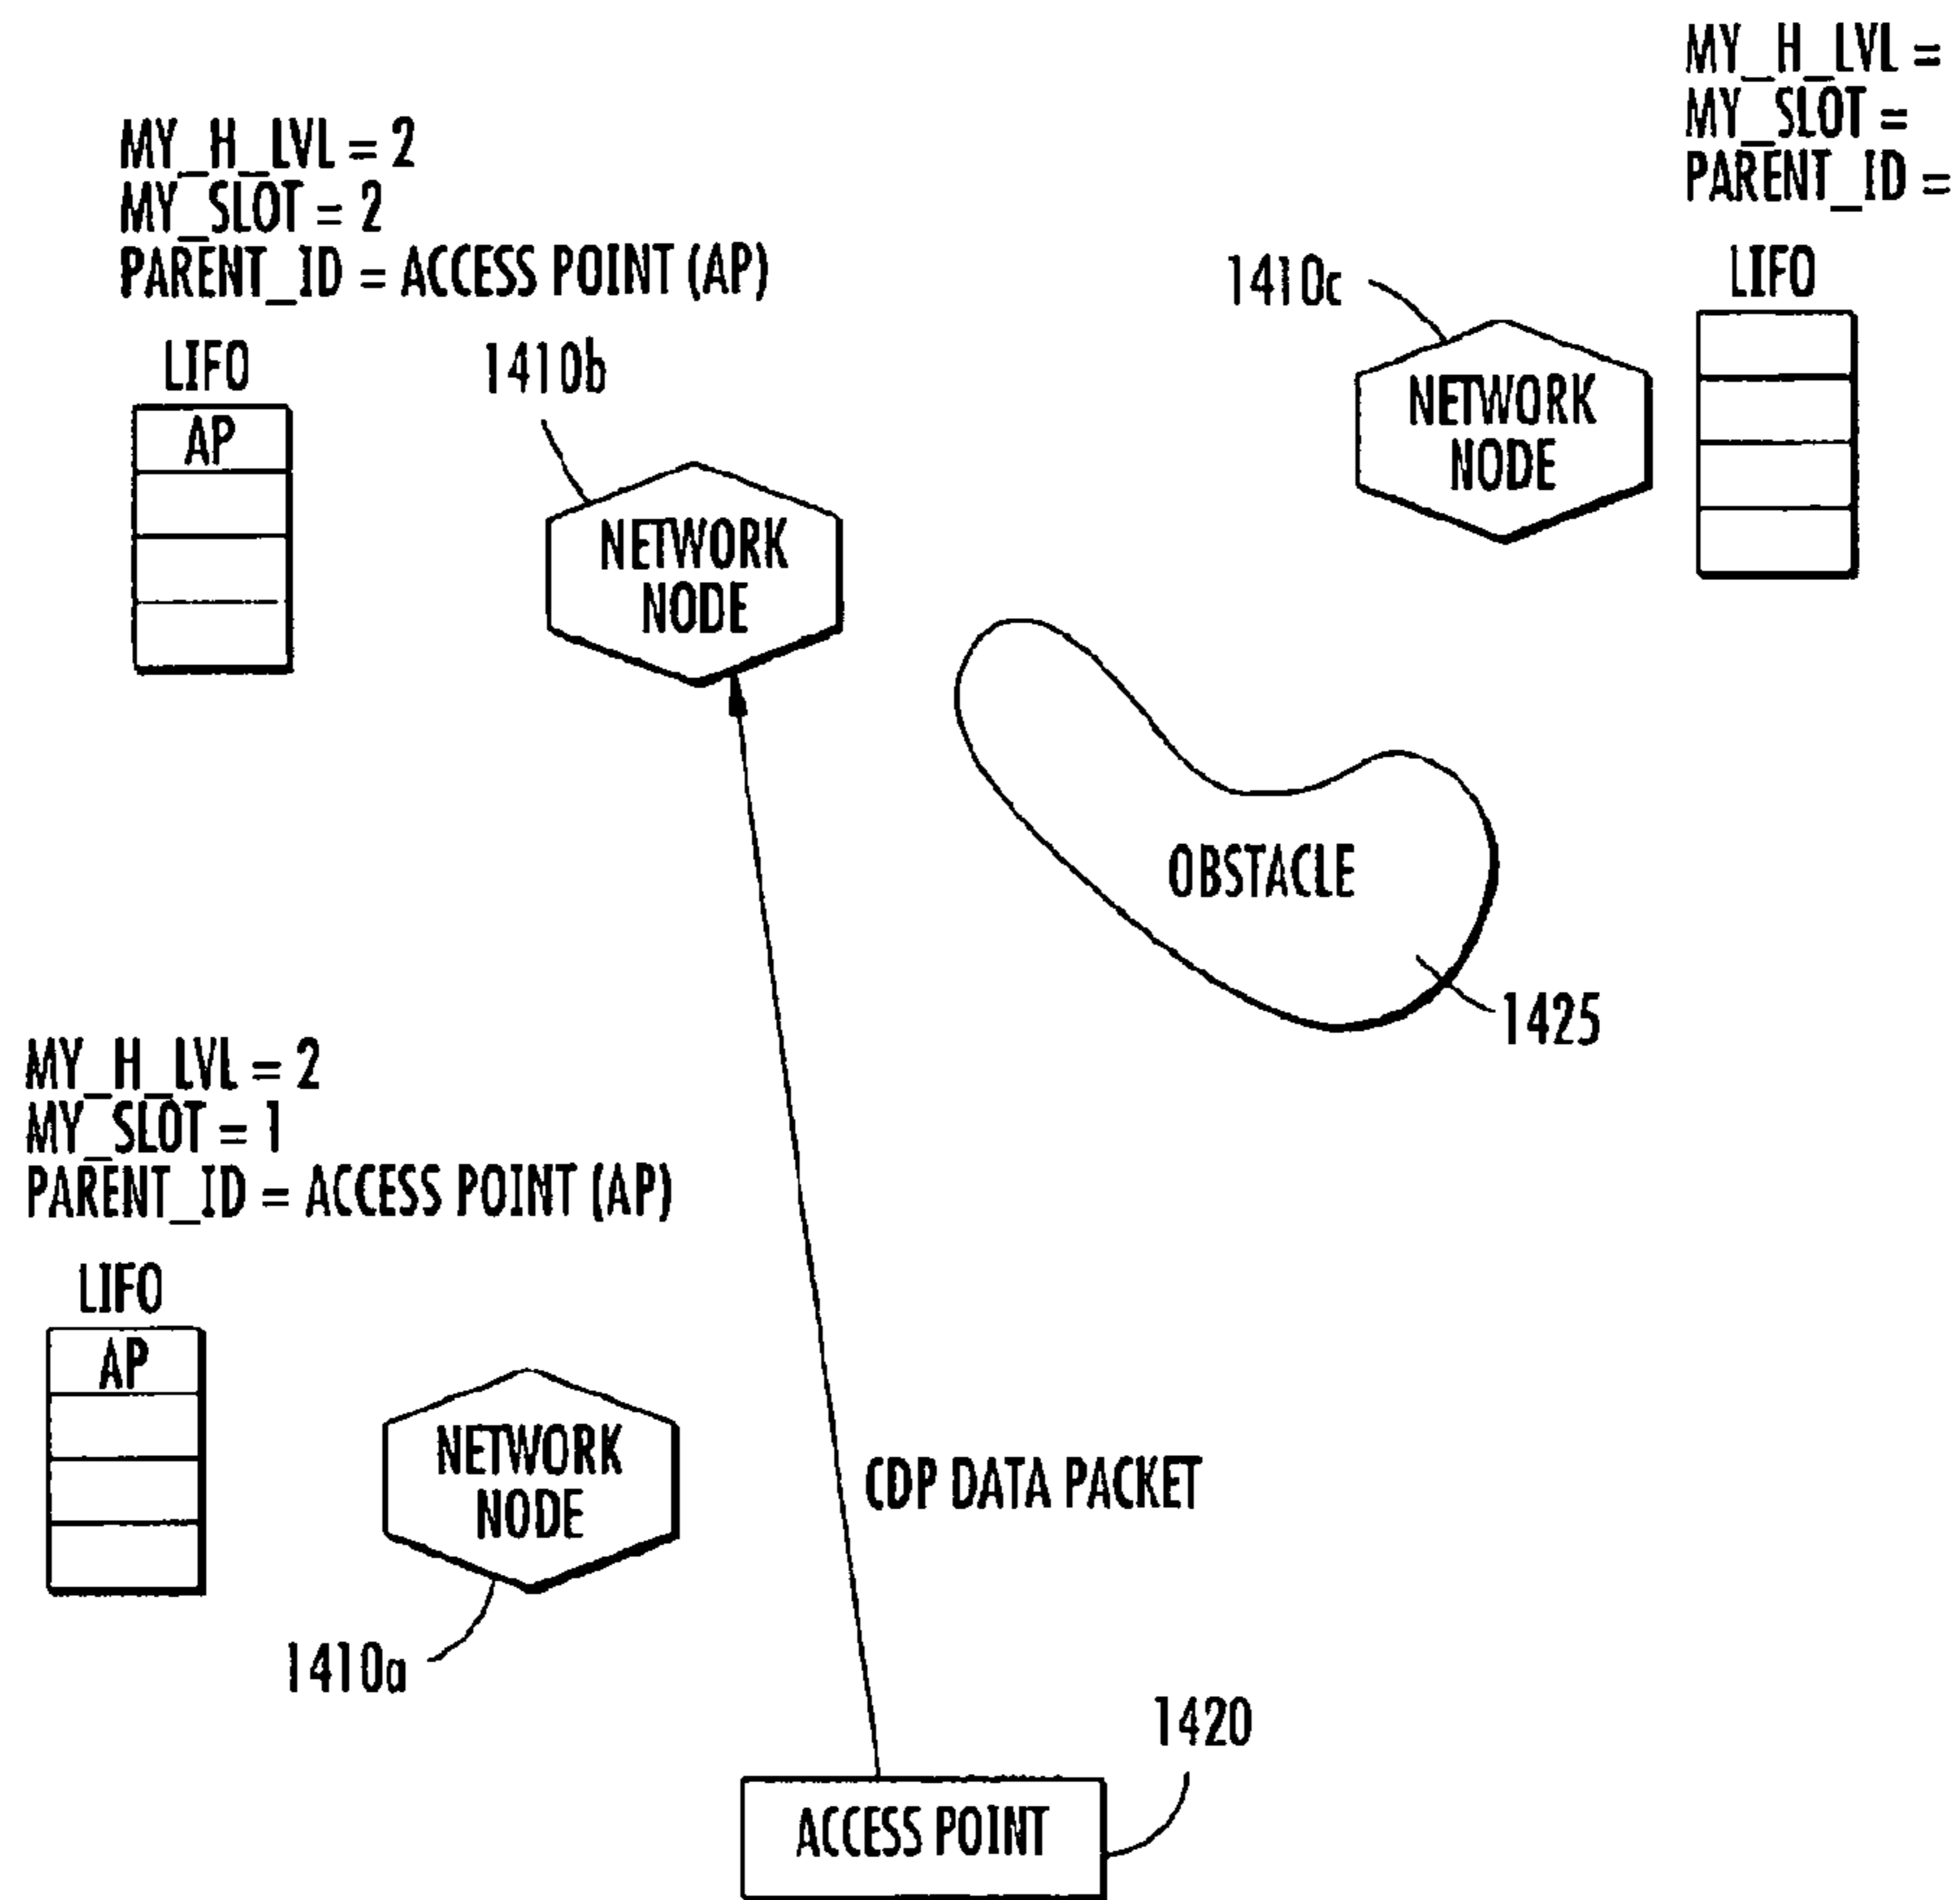 MY_H_LVL =
MY_SLOT =
PARENT_ID =
LIFO
1410c
NETWORK
NODE
MY_H_LVL = 2
MY_SLOT = 2
PARENT_ID = ACCESS POINT (AP)
LIFO
AP
1410b
NETWORK
NODE
OBSTACLE
1425
MY_H_LVL = 2
MY_SLOT = 1
PARENT_ID = ACCESS POINT (AP)
LIFO
AP
NETWORK
NODE
1410a
CDP DATA PACKET
1420
ACCESS POINT